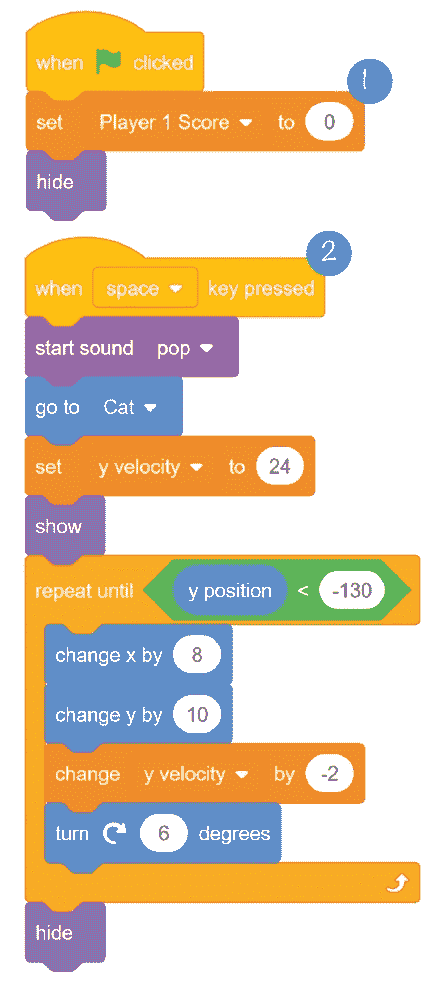 when clicked
1
set Player 1 Score to 0
hide
2
when space key pressed
start sound pop
go to Cat
set y velocity to 24
show
repeat until y position < -130
change x by 8
change y by 10
change y velocity by -2
turn 6 degrees
hide